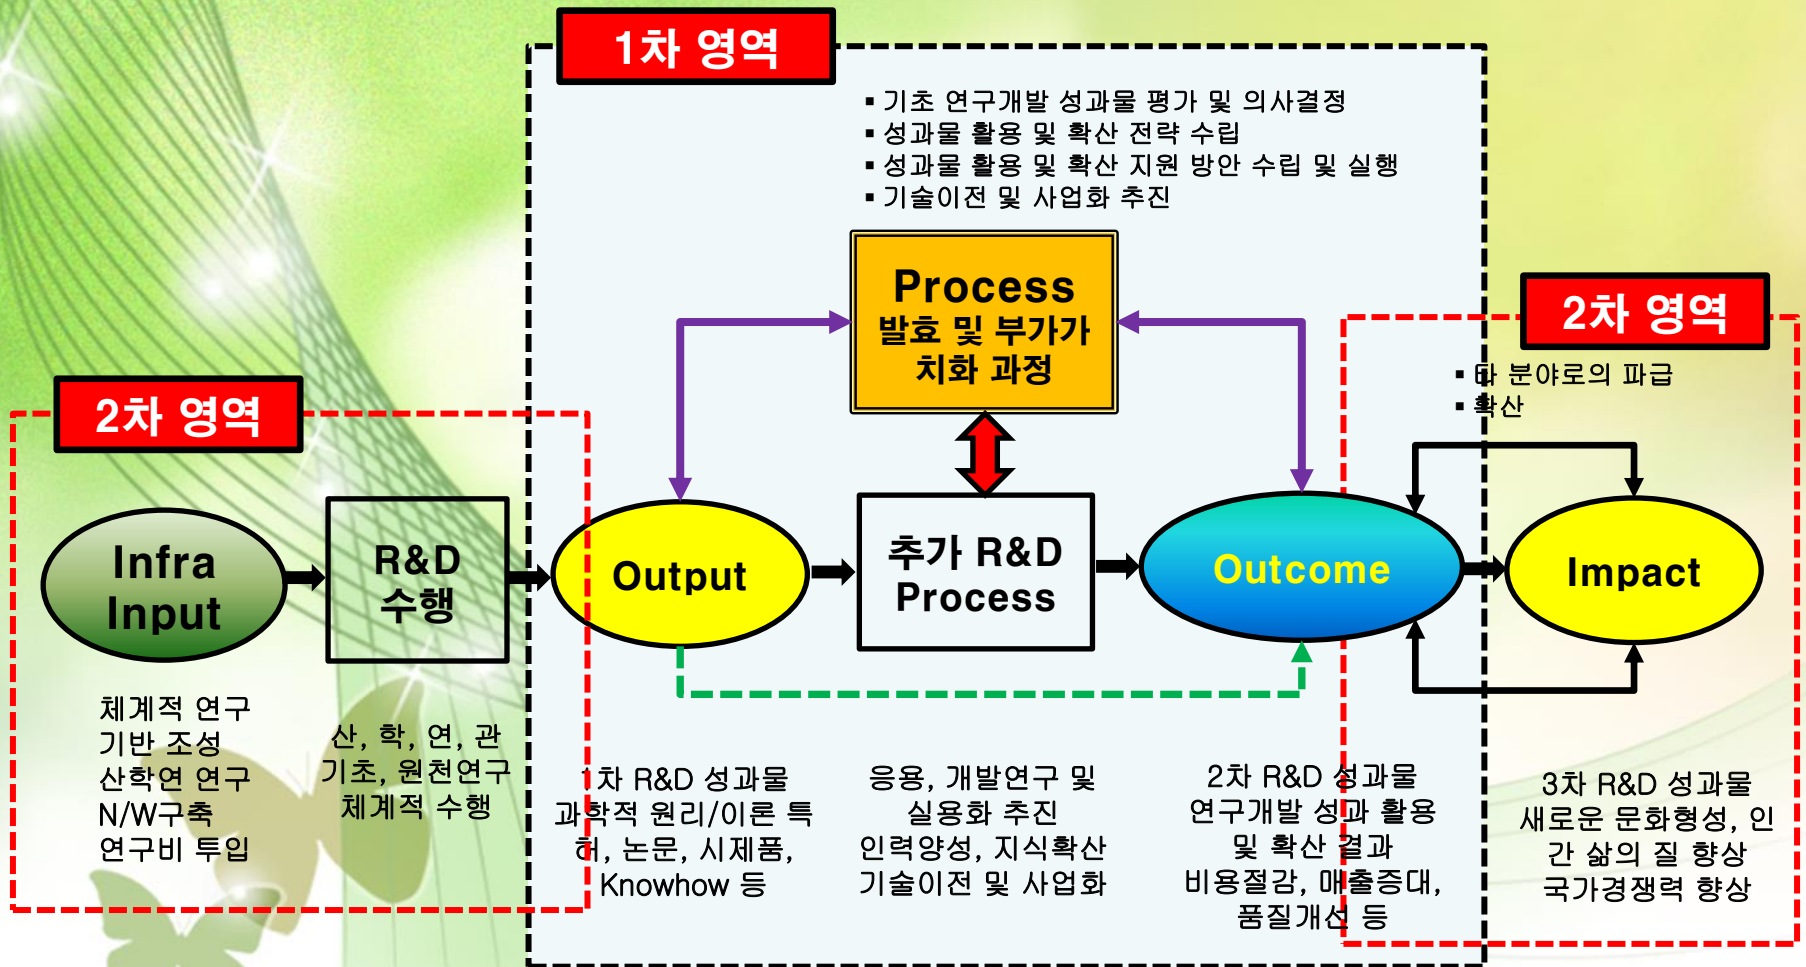 1차 영역
▪ 기초 연구개발 성과물 평가 및 의사결정
▪ 성과물 활용 및 확산 전략 수립
▪ 성과물 활용 및 확산 지원 방안 수립 및 실행
▪ 기술이전 및 사업화 추진
Process
발효 및 부가가
치화 과정
2차 영역
▪ 타 분야로의 파급
▪ 확산
2차 영역
Infra
Input
R&D
수행
Output
추가 R&D
Process
Outcome
Impact
체계적 연구
기반 조성
산학연 연구
N/W구축
연구비 투입
산, 학, 연, 관
기초, 원천연구
체계적 수행
1차 R&D 성과물
과학적 원리/이론 특
허, 논문, 시제품,
Knowhow 등
응용, 개발연구 및
실용화 추진
인력양성, 지식확산
기술이전 및 사업화
2차 R&D 성과물
연구개발 성과 활용
및 확산 결과
비용절감, 매출증대,
품질개선 등
3차 R&D 성과물
새로운 문화형성, 인
간 삶의 질 향상
국가경쟁력 향상